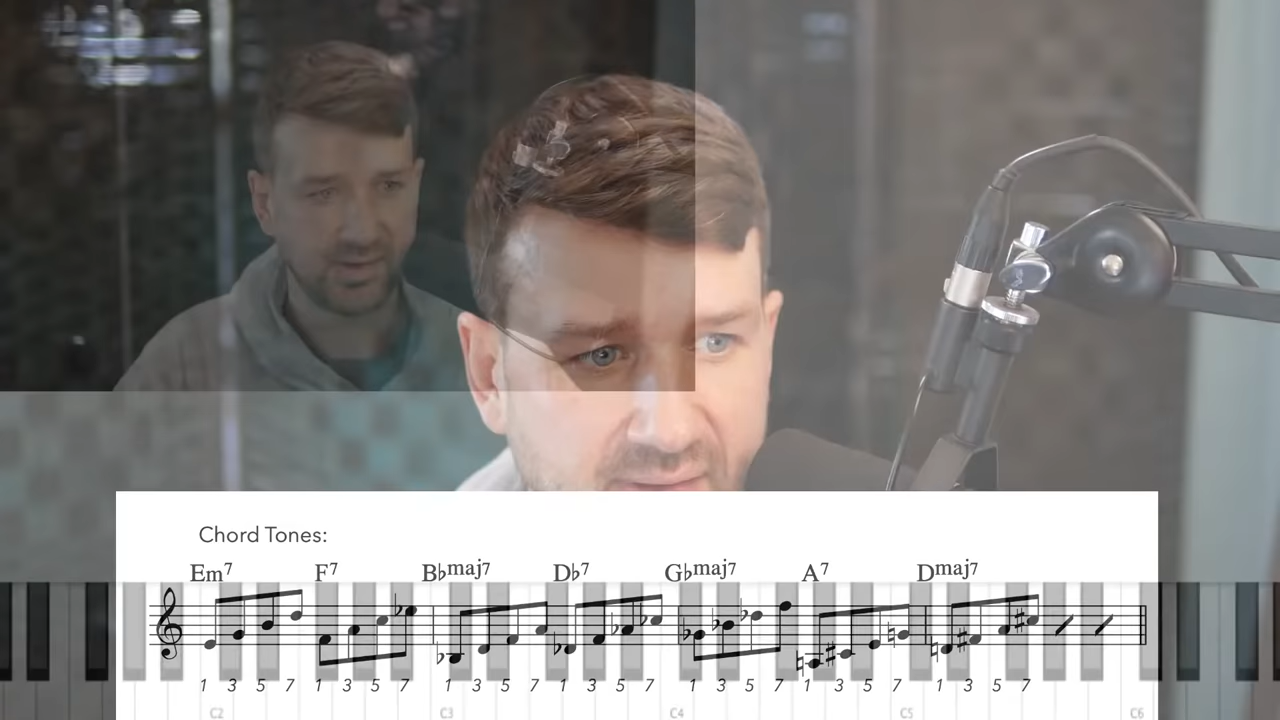 Chord Tones:
Em7 F7 B♭maj7 D♭7 G♭maj7 A7 Dmaj7
1 3 5 7 1 3 5 7 1 3 5 7 1 3 5 7 1 3 5 7 1 3 5 7 1 3 5 7
C2 C3 C4 C5 C6